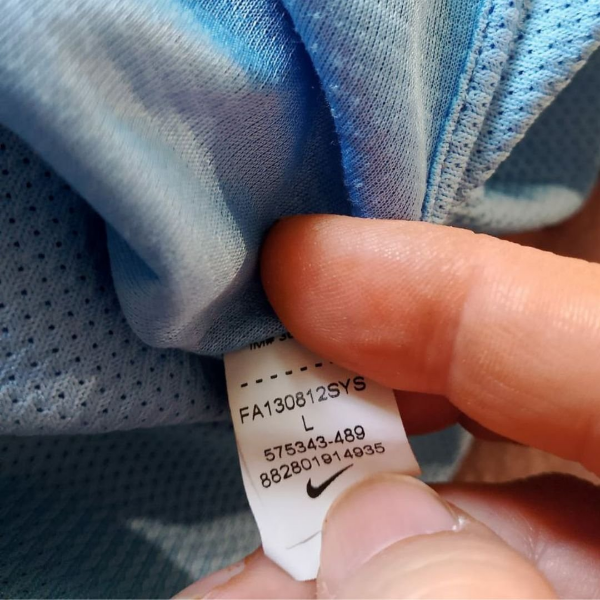 - - - - - - - -
FA130812SYS
L
575343-489
882801914935